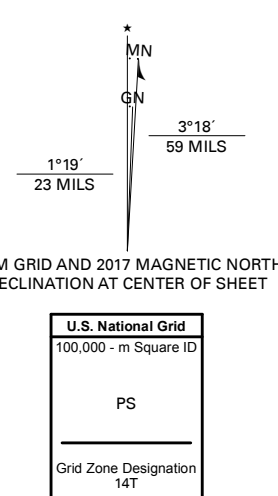 MN
GN
3°18´
59 MILS
1°19´
23 MILS
M GRID AND 2017 MAGNETIC NORTH
ECLINATION AT CENTER OF SHEET
U.S. National Grid
100,000 - m Square ID
PS
Grid Zone Designation
14T